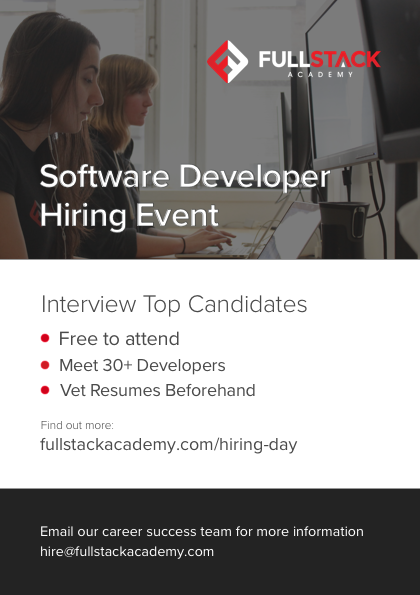 FULLSTACK
ACADEMY
Software Developer
Hiring Event
Interview Top Candidates
Free to attend
Meet 30+ Developers
Vet Resumes Beforehand
Find out more:
fullstackacademy.com/hiring-day
Email our career success team for more information
hire@fullstackacademy.com